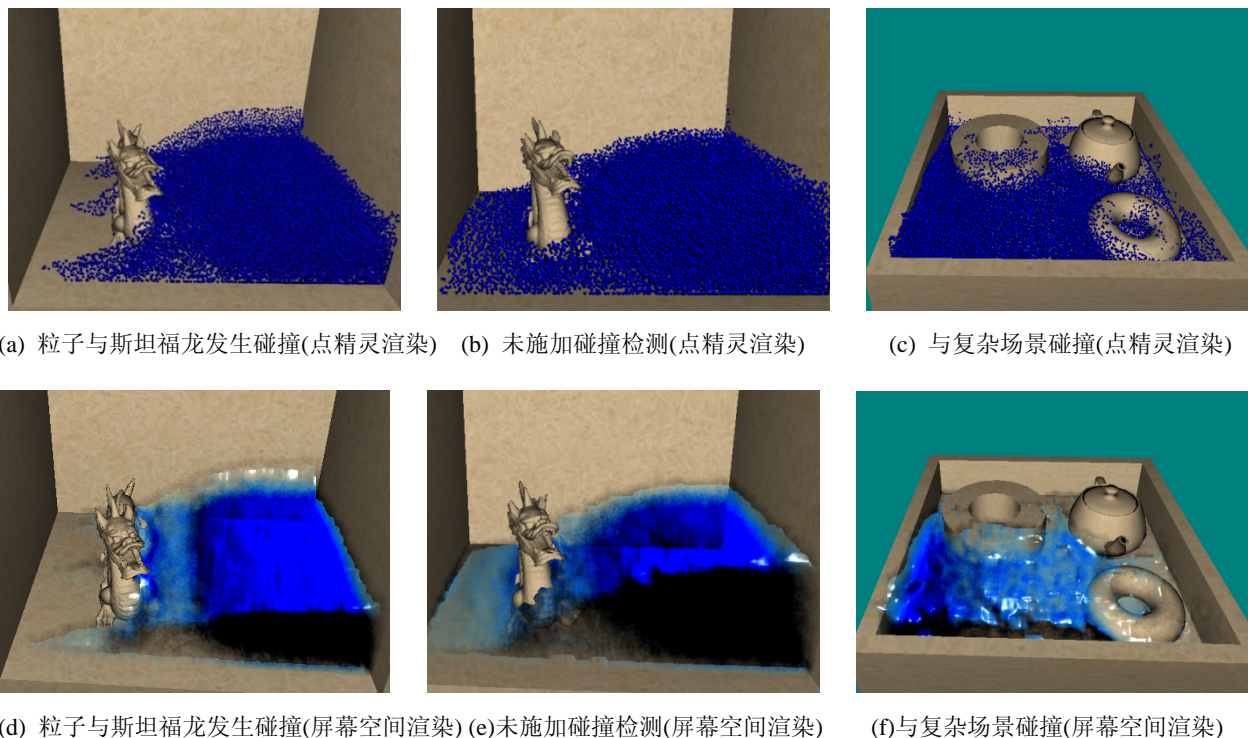 (a) 粒子与斯坦福龙发生碰撞(点精灵渲染) (b) 未施加碰撞检测(点精灵渲染) (c) 与复杂场景碰撞(点精灵渲染)
(d) 粒子与斯坦福龙发生碰撞(屏幕空间渲染) (e)未施加碰撞检测(屏幕空间渲染) (f)与复杂场景碰撞(屏幕空间渲染)